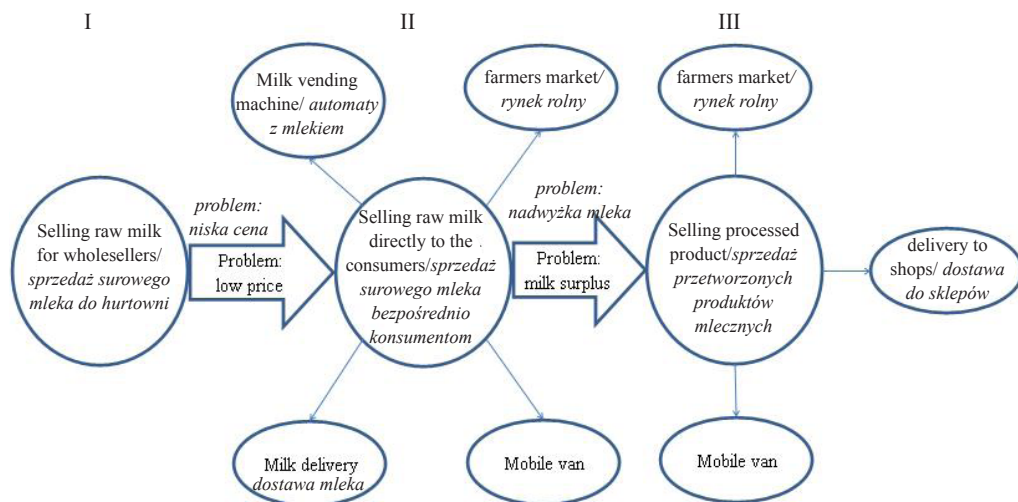 I
II
III
Milk vending
machine/ automaty
z mlekiem
farmers market/
rynek rolny
farmers market/
rynek rolny
Selling raw milk
for wholesellers/
sprzedaż surowego
mleka do hurtowni
problem:
niska cena
Problem:
low price
Selling raw milk
directly to the
consumers/sprzedaż
surowego mleka
bezpośrednio
konsumentom
problem:
nadwyżka mleka
Problem:
milk surplus
Selling processed
product/sprzedaż
przetworzonych
produktów
mlecznych
delivery to
shops/ dostawa
do sklepów
Milk delivery
dostawa mleka
Mobile van
Mobile van